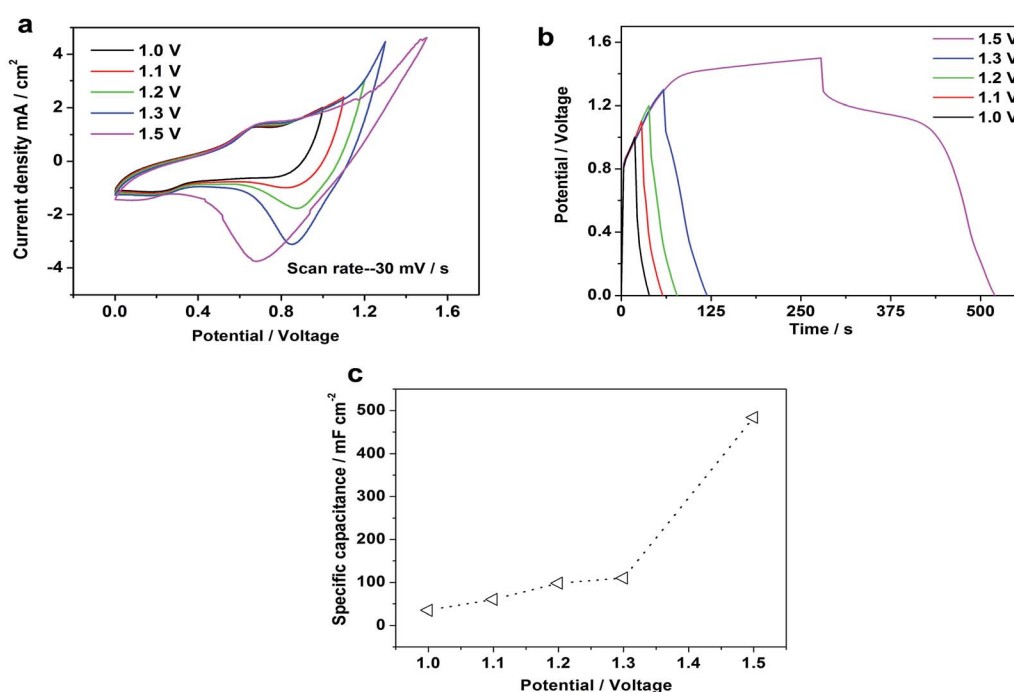 a
Current density mA / cm²
4
2
0
-2
-4
1.0 V
1.1 V
1.2 V
1.3 V
1.5 V
Scan rate--30 mV / s
0.0 0.4 0.8 1.2 1.6
Potential / Voltage
b
Potential / Voltage
1.6
1.2
0.8
0.4
0.0
1.5 V
1.3 V
1.2 V
1.1 V
1.0 V
0 125 250 375 500
Time / s
c
Specific capacitance / mF cm⁻²
500
400
300
200
100
0
1.0 1.1 1.2 1.3 1.4 1.5
Potential / Voltage